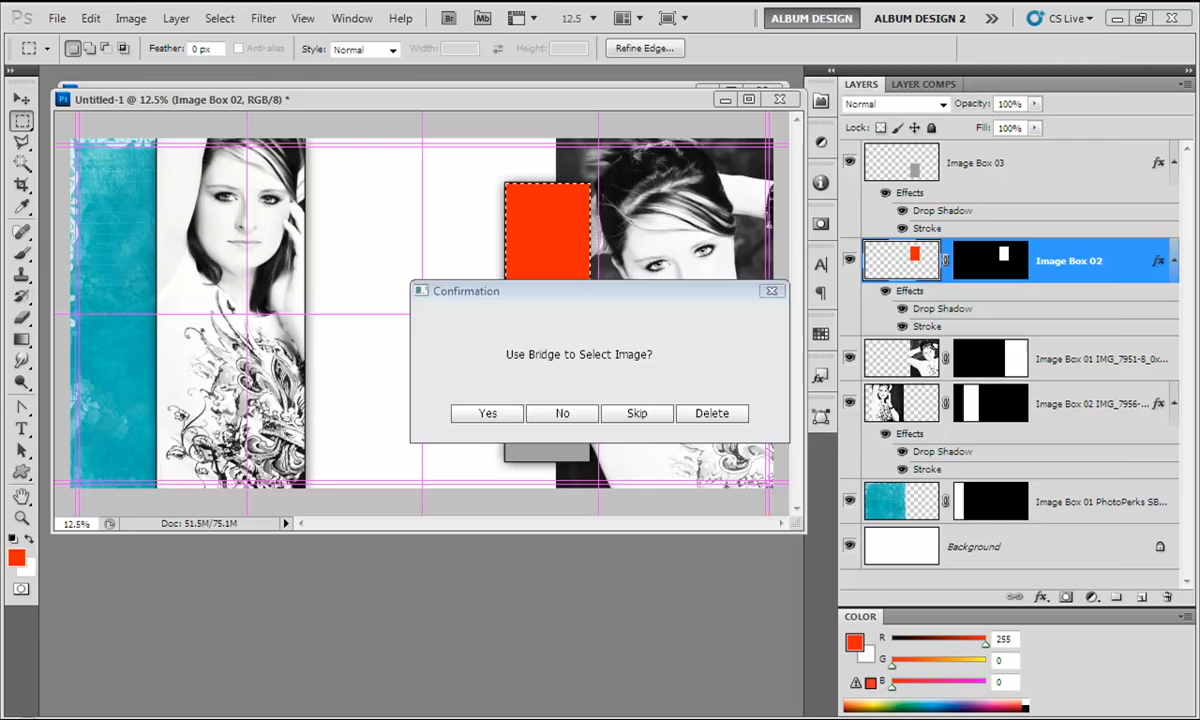 Ps File Edit Image Layer Select Filter View Window Help Br Mb 12.5 ALBUM DESIGN ALBUM DESIGN 2 CS Live
Feather: 0 px Anti-alias Style: Normal Width: Height: Refine Edge...
Untitled-1 @ 12.5% (Image Box 02, RGB/8) *
LAYERS LAYER COMPS
Normal Opacity: 100%
Lock: Fill: 100%
Image Box 03 fx
Effects
Drop Shadow
Stroke
Image Box 02 fx
Effects
Drop Shadow
Stroke
Image Box 01 IMG_7951-8_0x...
Image Box 02 IMG_7956-... fx
Effects
Drop Shadow
Stroke
Image Box 01 PhotoPerks SB...
Background
Confirmation
Use Bridge to Select Image?
Yes No Skip Delete
12.5% Doc: 51.5M/75.1M
COLOR
R 255
G 0
B 0